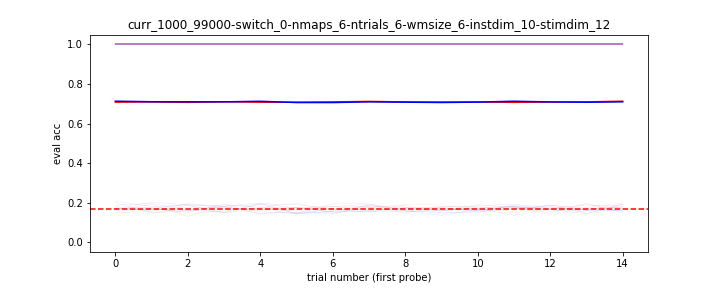 curr_1000_99000-switch_0-nmaps_6-ntrials_6-wmsize_6-instdim_10-stimdim_12
eval acc
1.0
0.8
0.6
0.4
0.2
0.0
0 2 4 6 8 10 12 14
trial number (first probe)